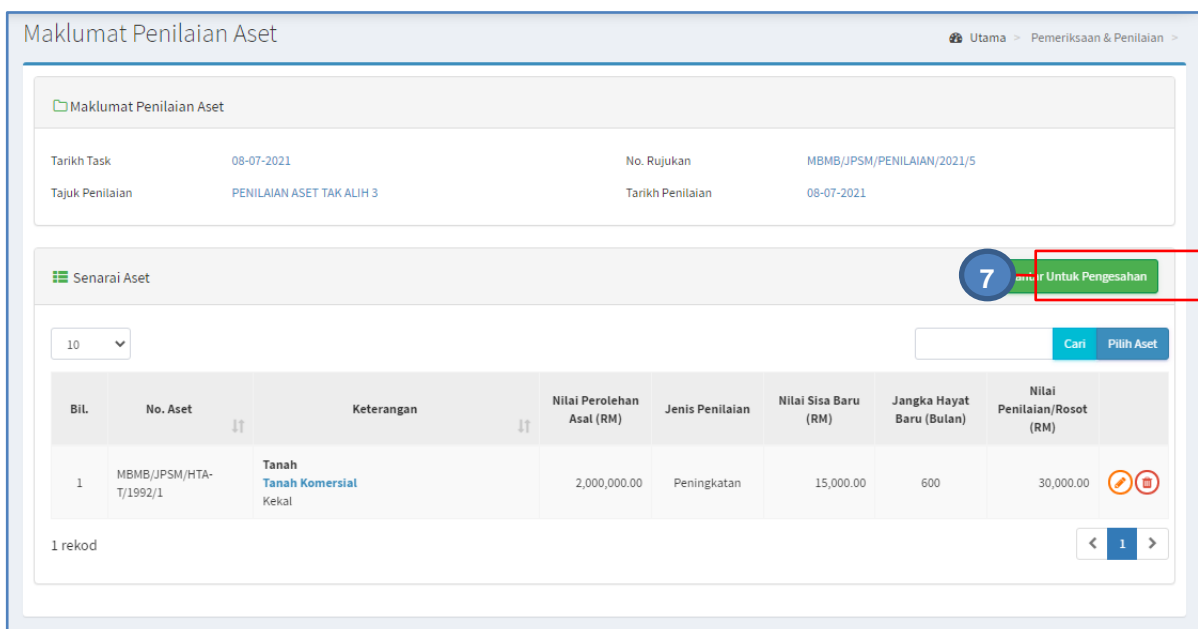 Maklumat Penilaian Aset
Utama > Pemeriksaan & Penilaian >
Maklumat Penilaian Aset
Tarikh Task 08-07-2021 No. Rujukan MBMB/JPSM/PENILAIAN/2021/5
Tajuk Penilaian PENILAIAN ASET TAK ALIH 3 Tarikh Penilaian 08-07-2021
Senarai Aset
7
Untuk Pengesahan
10
Cari Pilih Aset
Bil. No. Aset Keterangan Nilai Perolehan Asal (RM) Jenis Penilaian Nilai Sisa Baru (RM) Jangka Hayat Baru (Bulan) Nilai Penilaian/Rosot (RM)
1 MBMB/JPSM/HTA-T/1992/1 Tanah Tanah Komersial Kekal 2,000,000.00 Peningkatan 15,000.00 600 30,000.00
1 rekod
< 1 >